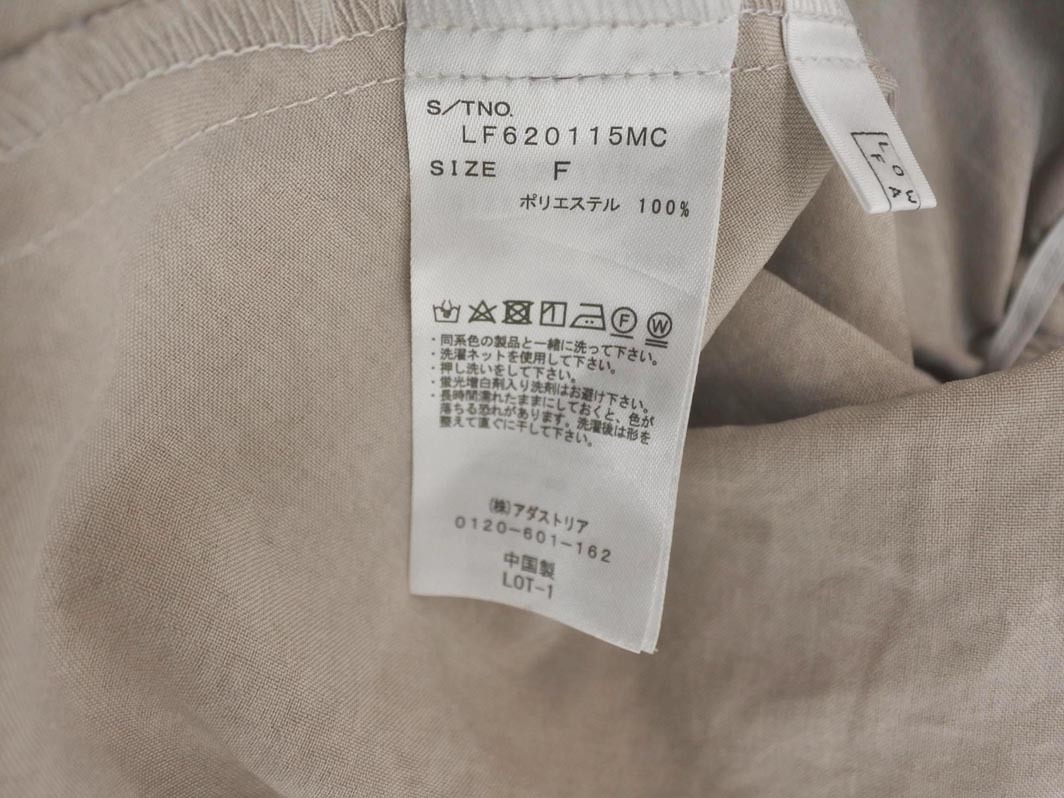 S/TNO.
LF620115MC
SIZE F
ポリエステル 100%
F W
・同系色の製品と一緒に洗って下さい。
・洗濯ネットを使用して下さい。
・押し洗いをして下さい。
・蛍光増白剤入り洗剤はお避け下さい。
・長時間濡れたままにしておくと、色が
落ちる恐れがあります。洗濯後は形を
整えて直ぐに干して下さい。
(株)アダストリア
0120-601-162
中国製
LOT-1
LOW
FA